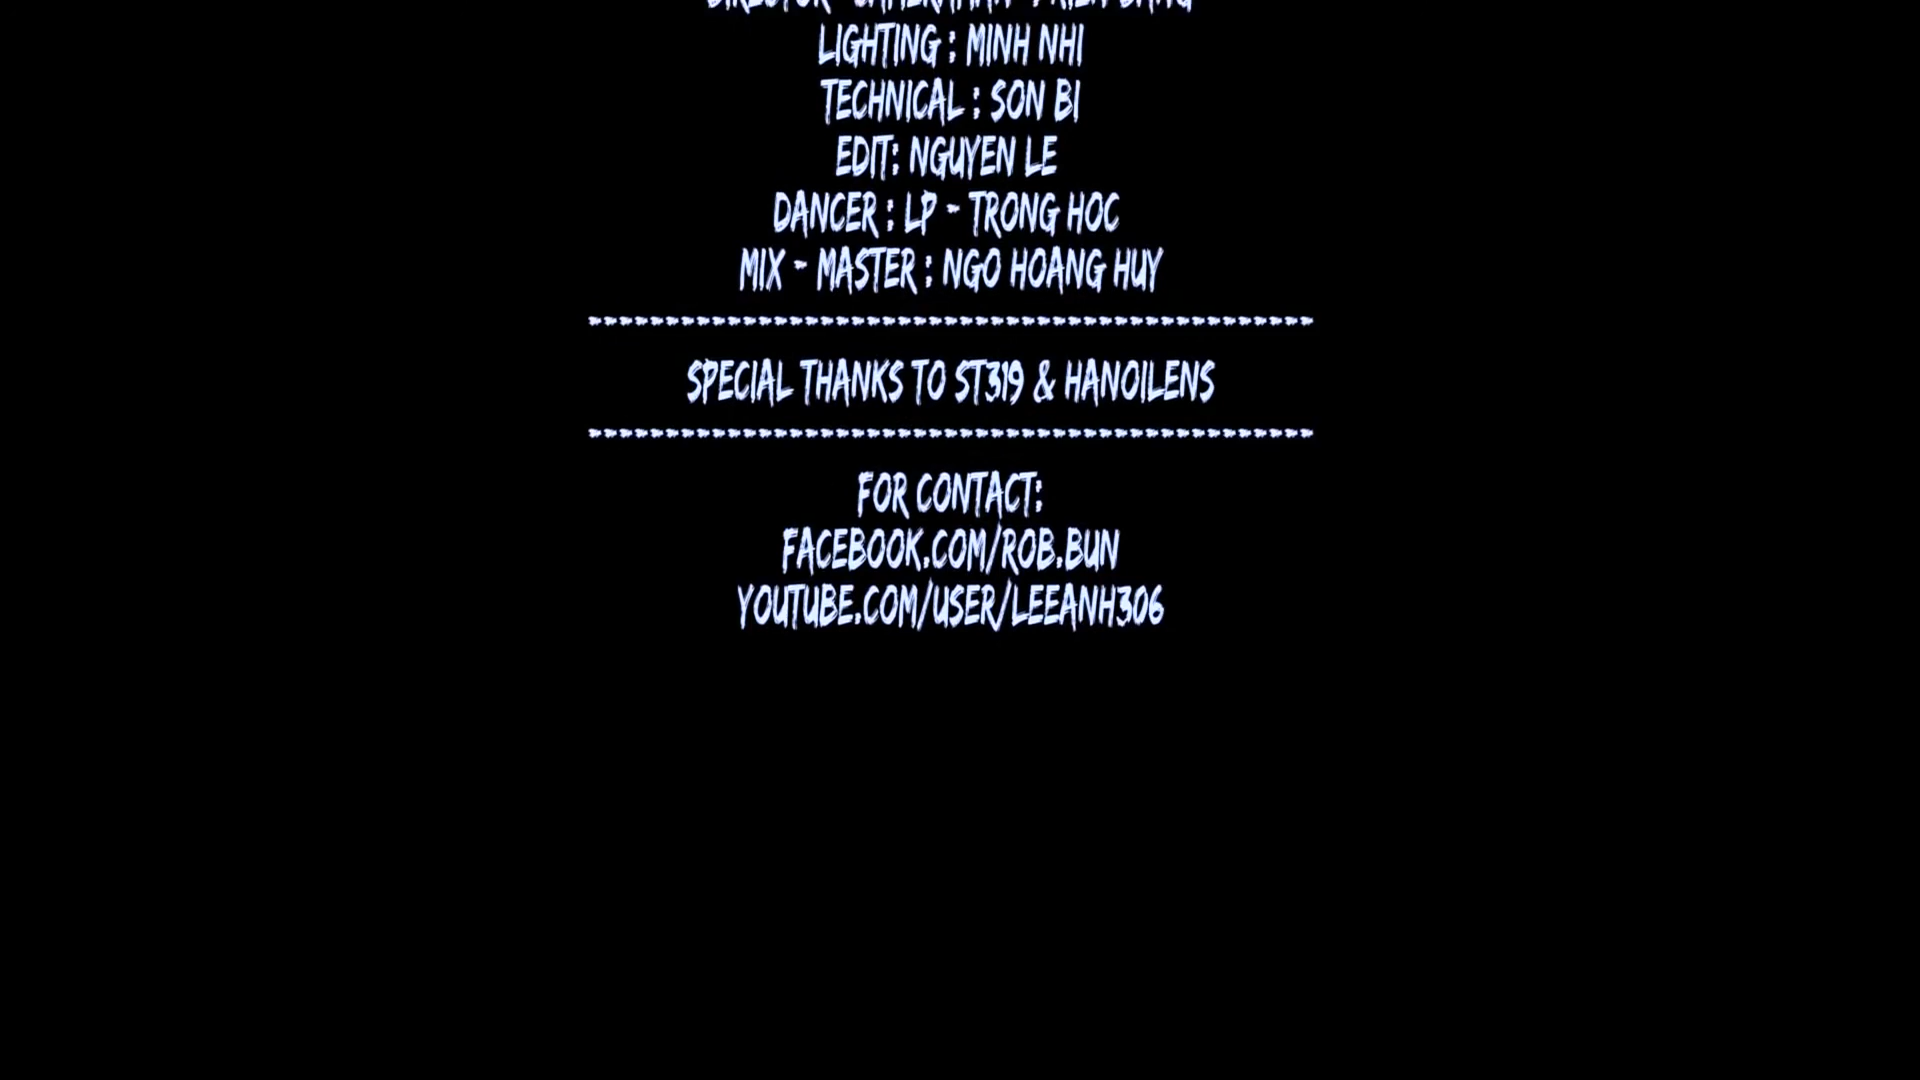 LIGHTING : MINH NHI
TECHNICAL : SON BI
EDIT: NGUYEN LE
DANCER : LP - TRONG HOC
MIX - MASTER : NGO HOANG HUY
-----------------------------------------------
SPECIAL THANKS TO ST319 & HANOILENS
-----------------------------------------------
FOR CONTACT:
FACEBOOK.COM/ROB.BUN
YOUTUBE.COM/USER/LEEANH306